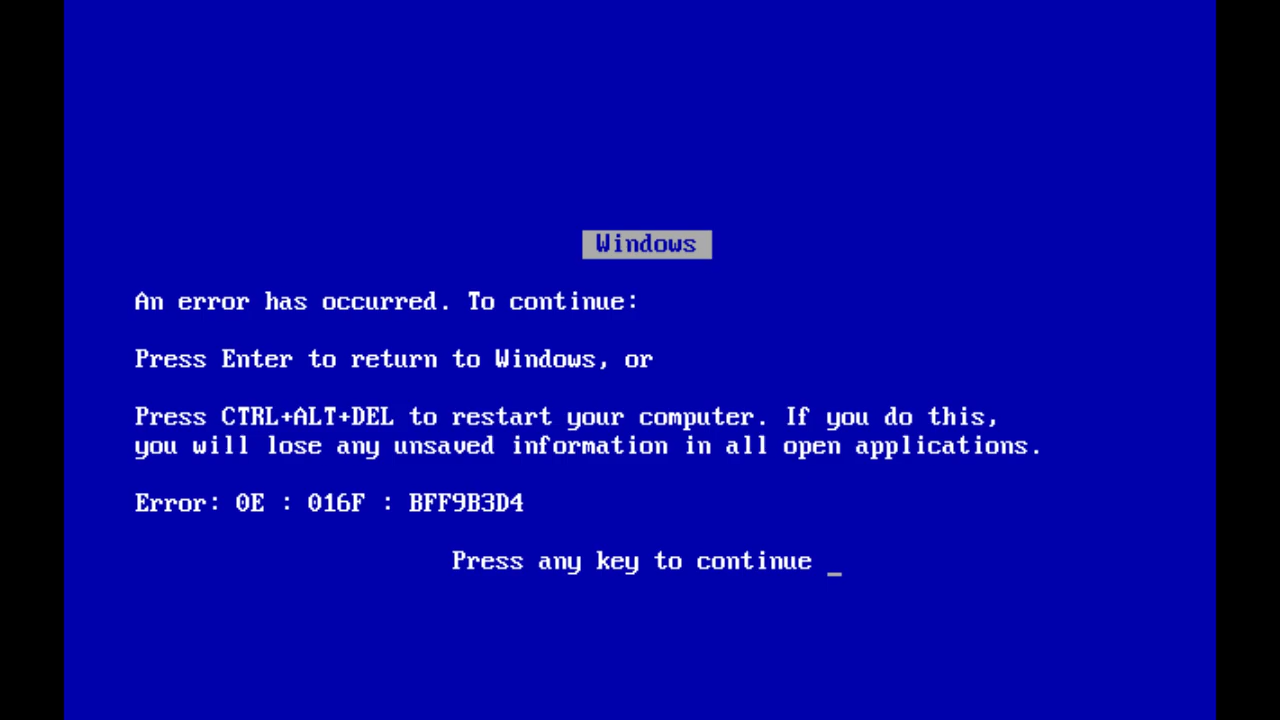 Windows
An error has occurred. To continue:
Press Enter to return to Windows, or
Press CTRL+ALT+DEL to restart your computer. If you do this,
you will lose any unsaved information in all open applications.
Error: 0E : 016F : BFF9B3D4
Press any key to continue _